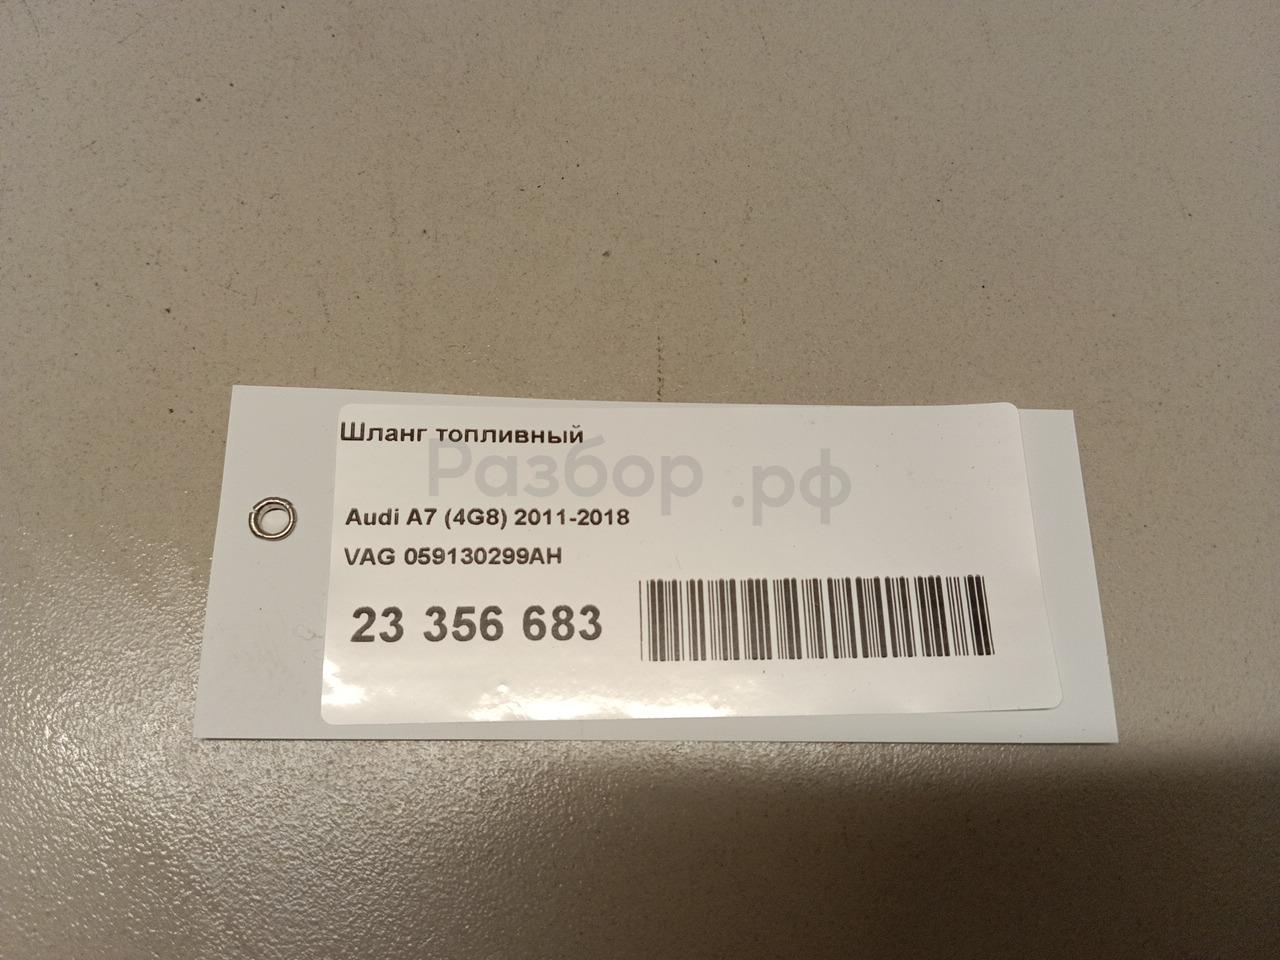 Шланг топливный
Разбор.рф
Audi A7 (4G8) 2011-2018
VAG 059130299AH
23 356 683